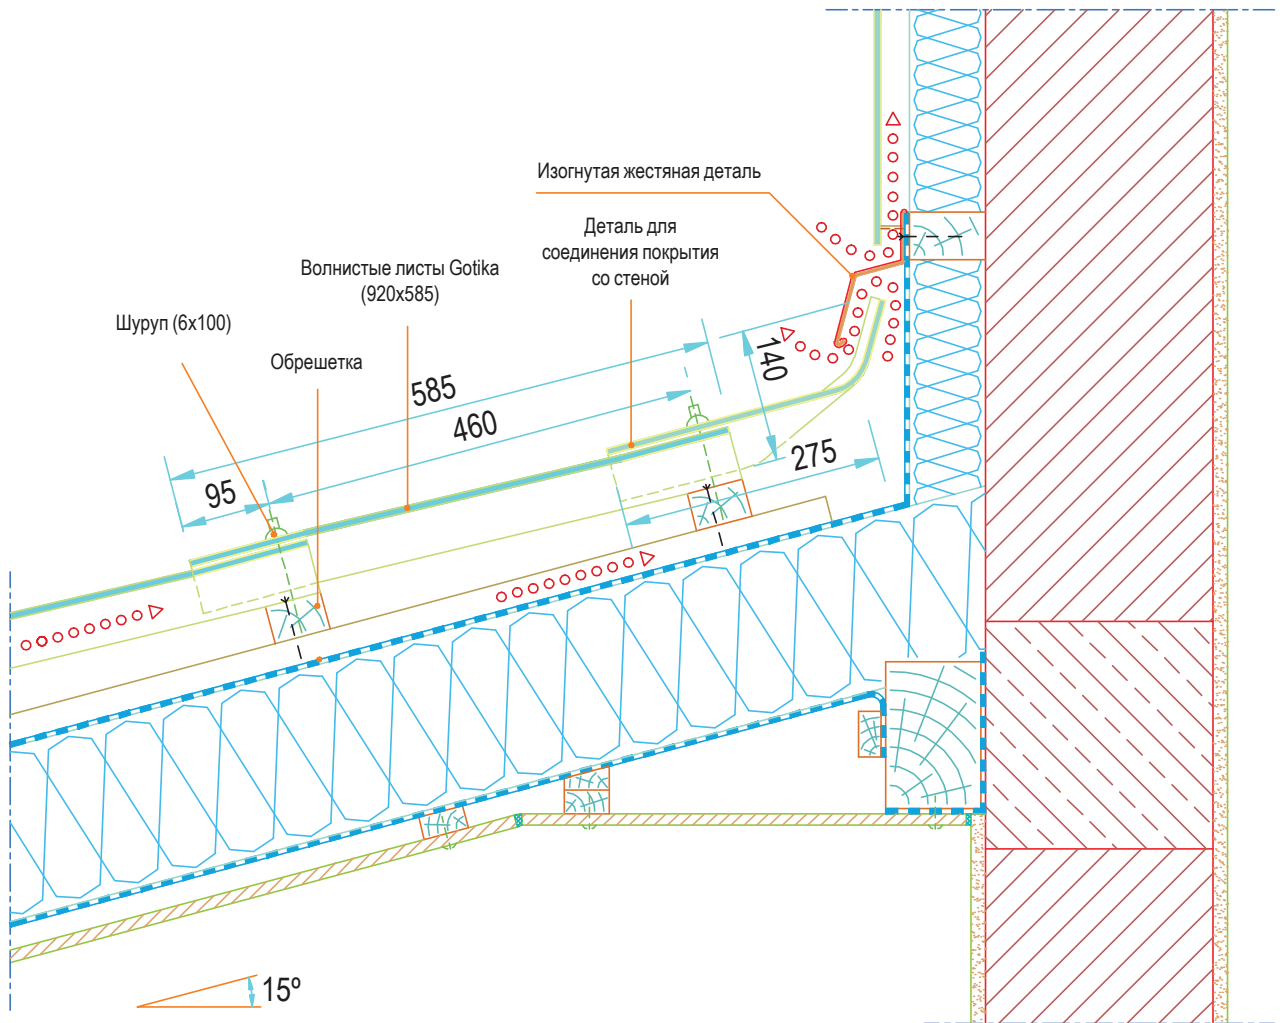 Изогнутая жестяная деталь
Деталь для
соединения покрытия
со стеной
Волнистые листы Gotika
(920x585)
Шуруп (6x100)
Обрешетка
585
460
95
140
275
15º